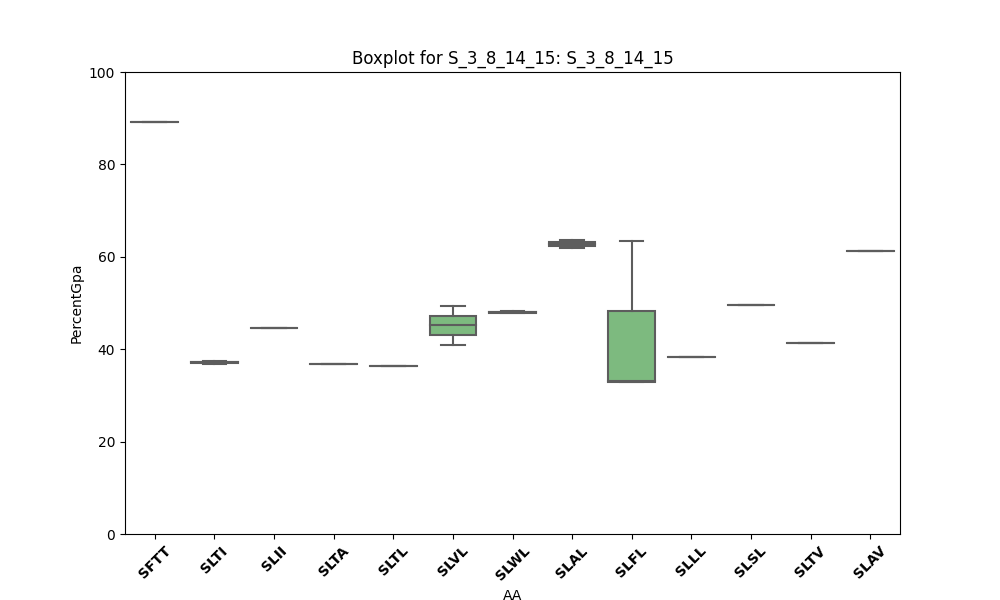 Boxplot for S_3_8_14_15: S_3_8_14_15
100
80
60
40
20
0
PercentGpa
SFTT SLTI SLII SLTA SLTL SLVL SLWL SLAL SLFL SLLL SLSL SLTV SLAV
AA